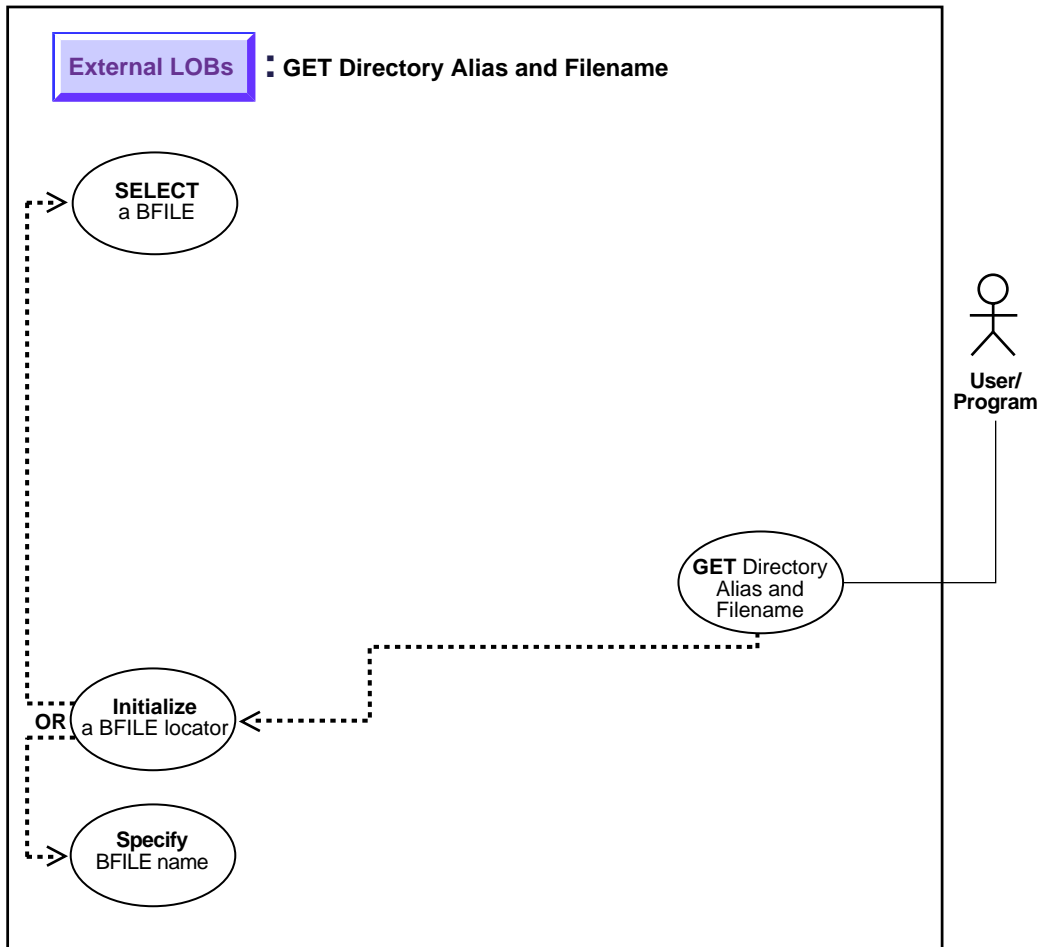 External LOBs : GET Directory Alias and Filename
SELECT
a BFILE
User/
Program
GET Directory
Alias and
Filename
Initialize
a BFILE locator
OR
Specify
BFILE name